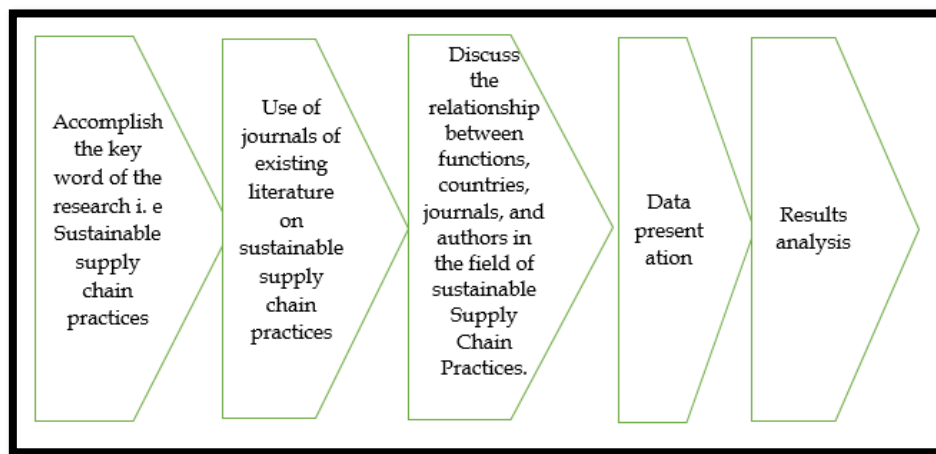 Accomplish
the key
word of the
research i. e
Sustainable
supply
chain
practices
Use of
journals of
existing
literature
on
sustainable
supply
chain
practices
Discuss
the
relationship
between
functions,
countries,
journals, and
authors in
the field of
sustainable
Supply
Chain
Practices.
Data
present
ation
Results
analysis